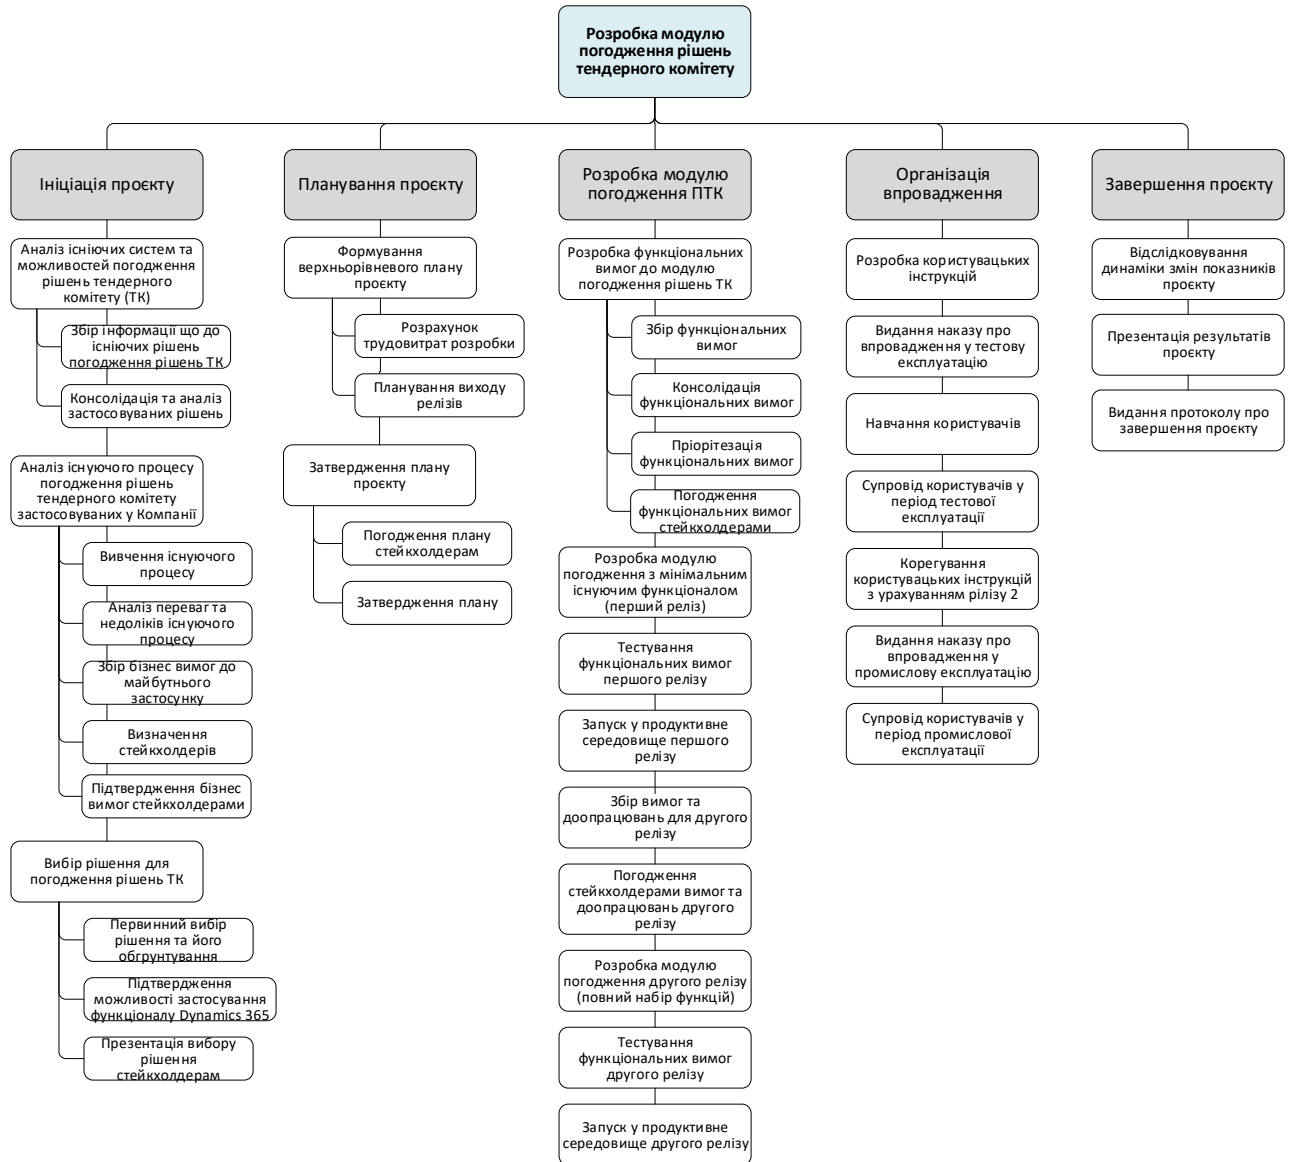 Розробка модулю
погодження рішень
тендерного комітету
Ініціація проєкту
Аналіз існіючих систем та
можливостей погодження
рішень тендерного
комітету (ТК)
Збір інформації що до
існіючих рішень
погодження рішень ТК
Консолідація та аналіз
застосовуваних рішень
Аналіз існуючого процесу
погодження рішень
тендерного комітету
застосовуваних у Компанії
Вивчення існуючого
процесу
Аналіз переваг та
недоліків існуючого
процесу
Збір бізнес вимог до
майбутнього
застосунку
Визначення
стейкхолдерів
Підтвердження бізнес
вимог стейкхолдерами
Вибір рішення для
погодження рішень ТК
Первинний вибір
рішення та його
обгрунтування
Підтвердження
можливості застосування
функціоналу Dynamics 365
Презентація вибору
рішення
стейкхолдерам
Планування проєкту
Формування
верхньорівневого плану
проєкту
Розрахунок
трудовитрат розробки
Планування виходу
релізів
Затвердження плану
проєкту
Погодження плану
стейкхолдерам
Затвердження плану
Розробка модулю
погодження ПТК
Розробка функціональних
вимог до модулю
погодження рішень ТК
Збір функціональних
вимог
Консолідація
функціональних вимог
Пріорітезація
функціональних вимог
Погодження
функціональних вимог
стейкхолдерами
Розробка модулю
погодження з мінімальним
існуючим функціоналом
(перший реліз)
Тестування
функціональних вимог
першого релізу
Запуск у продуктивне
середовище першого
релізу
Збір вимог та
доопрацювань для другого
релізу
Погодження
стейкхолдерами вимог та
доопрацювань другого
релізу
Розробка модулю
погодження другого релізу
(повний набір функцій)
Тестування
функціональних вимог
другого релізу
Запуск у продуктивне
середовище другого релізу
Організація
впровадження
Розробка користувацьких
інструкцій
Видання наказу про
впровадження у тестову
експлуатацію
Навчання користувачів
Супровід користувачів у
період тестової
експлуатації
Корегування
користувацьких інструкцій
з урахуванням рілізу 2
Видання наказу про
впровадження у
промислову експлуатацію
Супровід користувачів у
період промислової
експлуатації
Завершення проєкту
Відслідковування
динаміки змін показників
проєкту
Презентація результатів
проєкту
Видання протоколу про
завершення проєкту